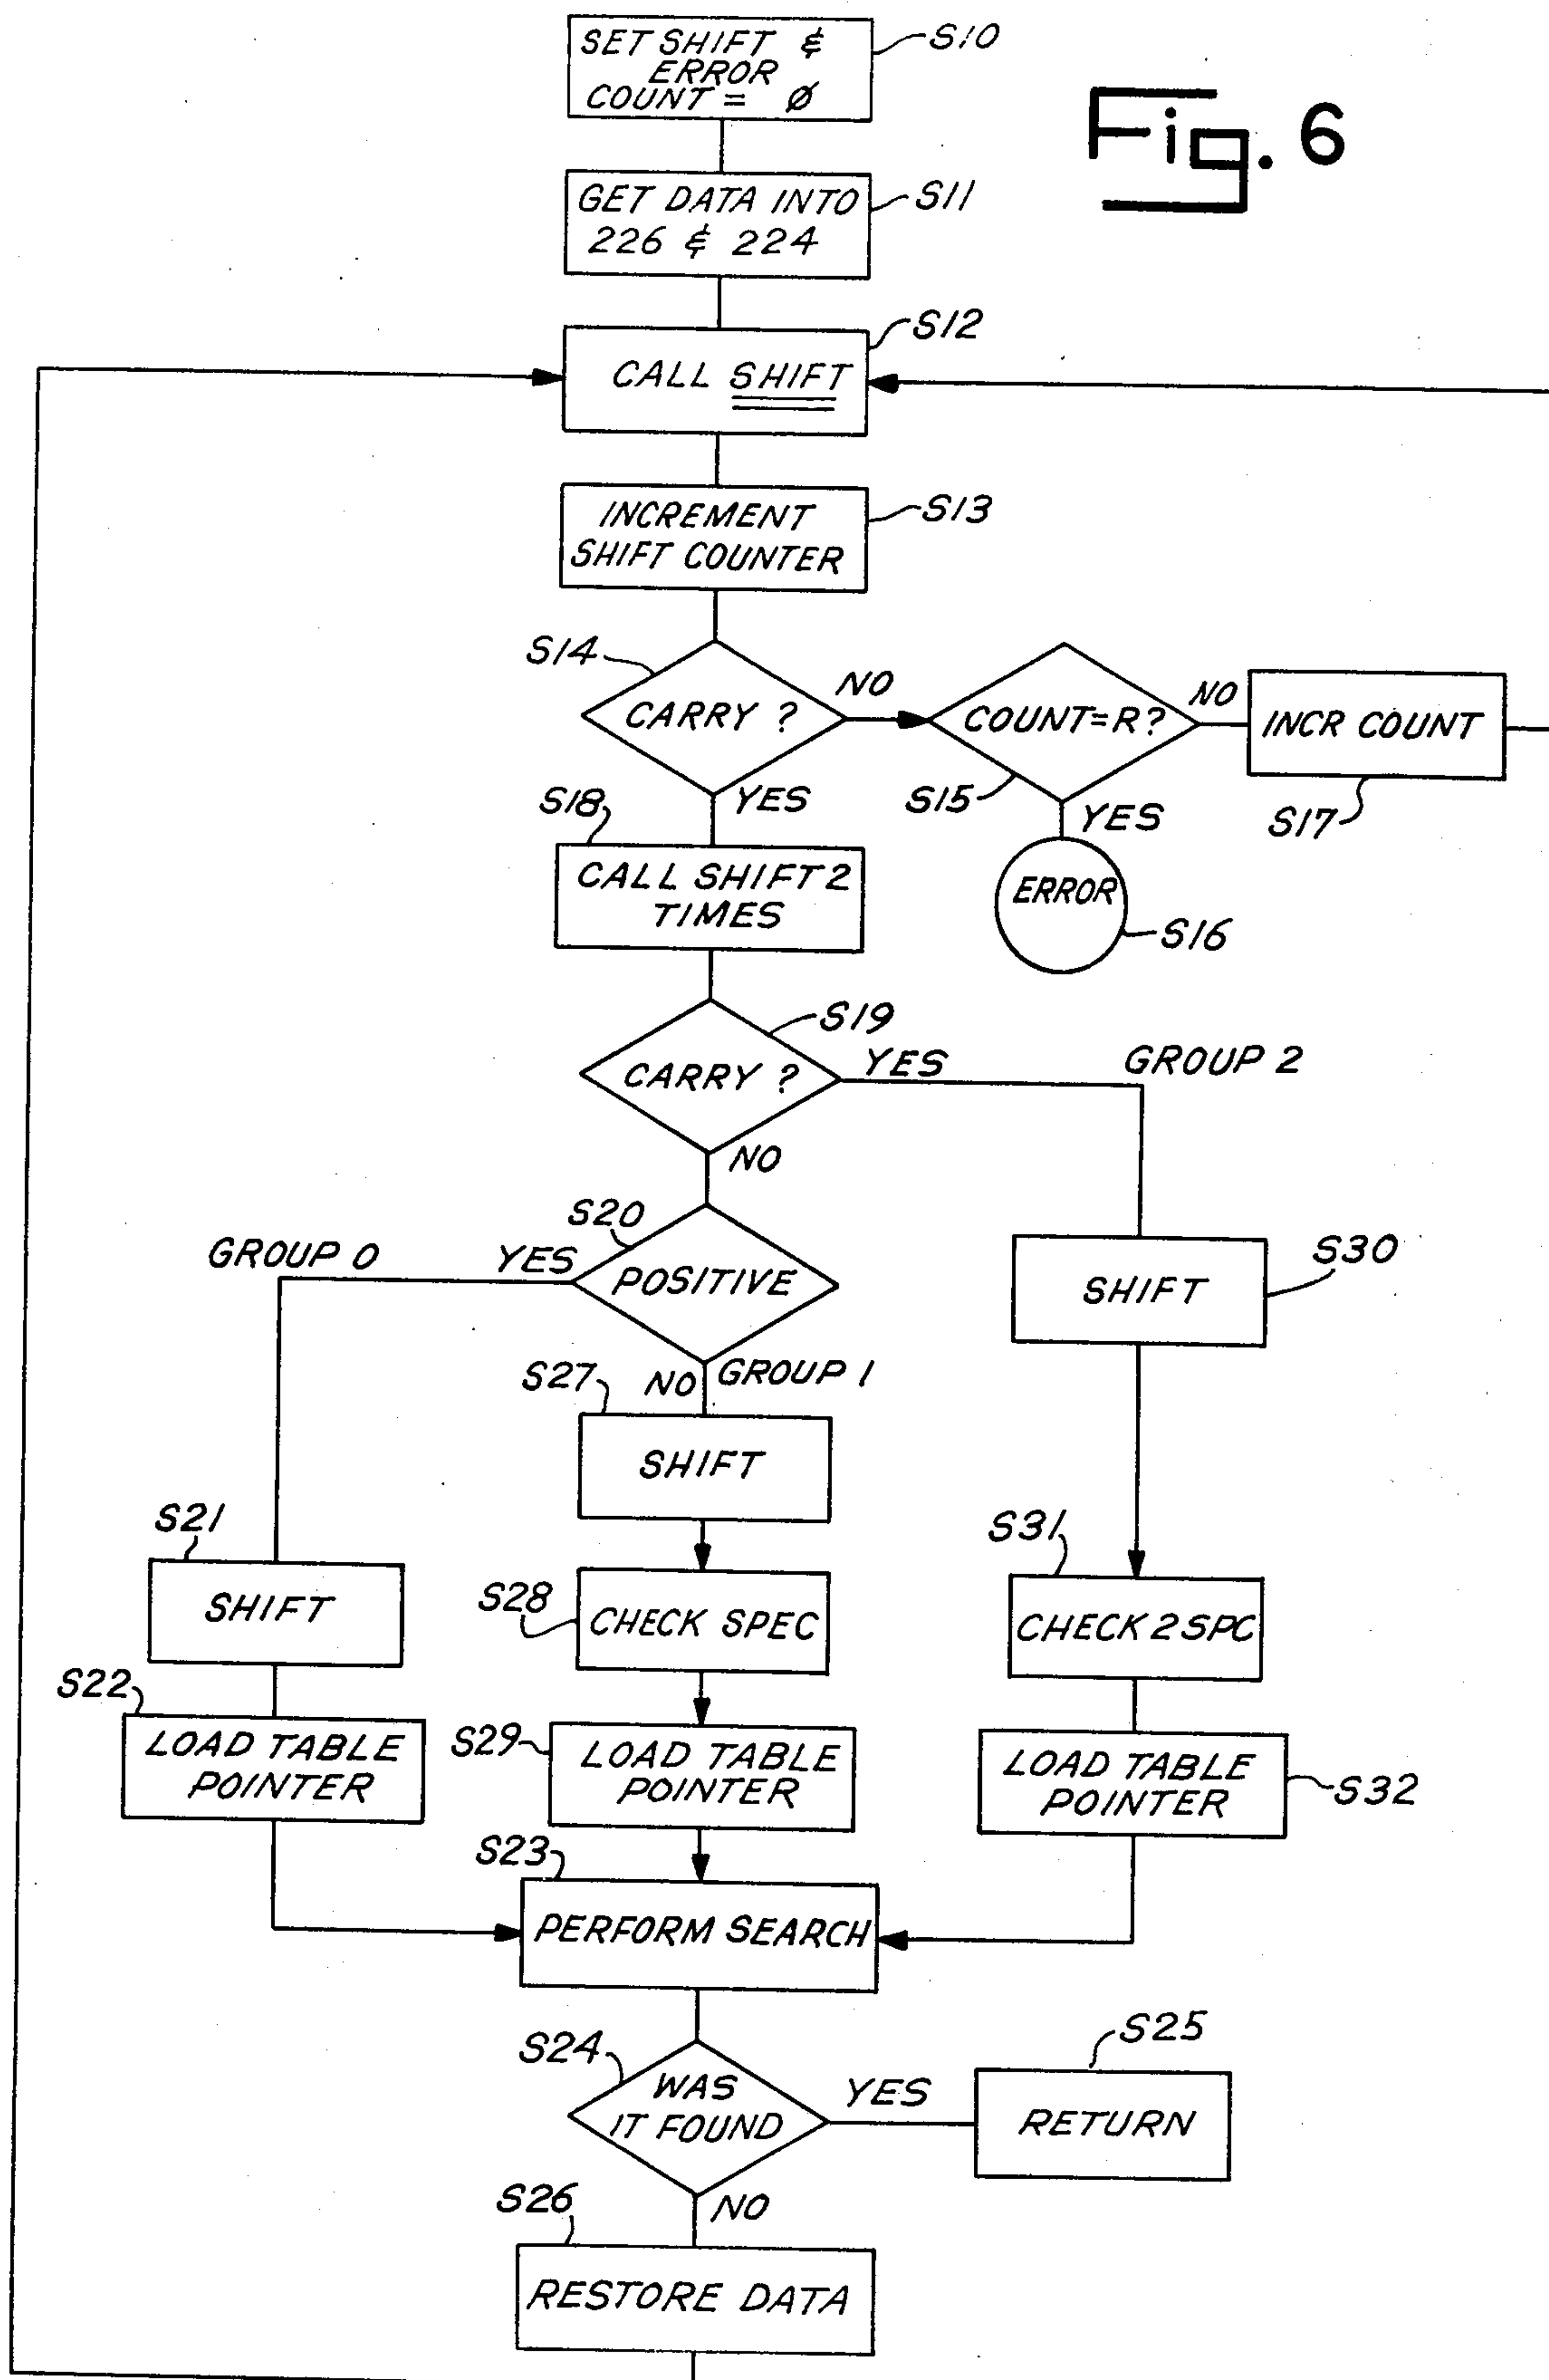 SET SHIFT &
ERROR
COUNT = Ø
S10
Fig. 6
GET DATA INTO
226 & 224
S11
S12
CALL SHIFT
INCREMENT
SHIFT COUNTER
S13
S14
CARRY ?
NO
COUNT=R?
NO
INCR COUNT
S15
S17
YES
YES
ERROR
S16
S18
CALL SHIFT 2
TIMES
S19
CARRY ?
YES
GROUP 2
NO
S20
GROUP 0
YES
POSITIVE
SHIFT
S30
S27
NO
GROUP 1
SHIFT
S21
SHIFT
S28
CHECK SPEC
S31
CHECK 2 SPC
S22
LOAD TABLE
POINTER
S29
LOAD TABLE
POINTER
LOAD TABLE
POINTER
S32
S23
PERFORM SEARCH
S24
WAS
IT FOUND
YES
S25
RETURN
S26
NO
RESTORE DATA